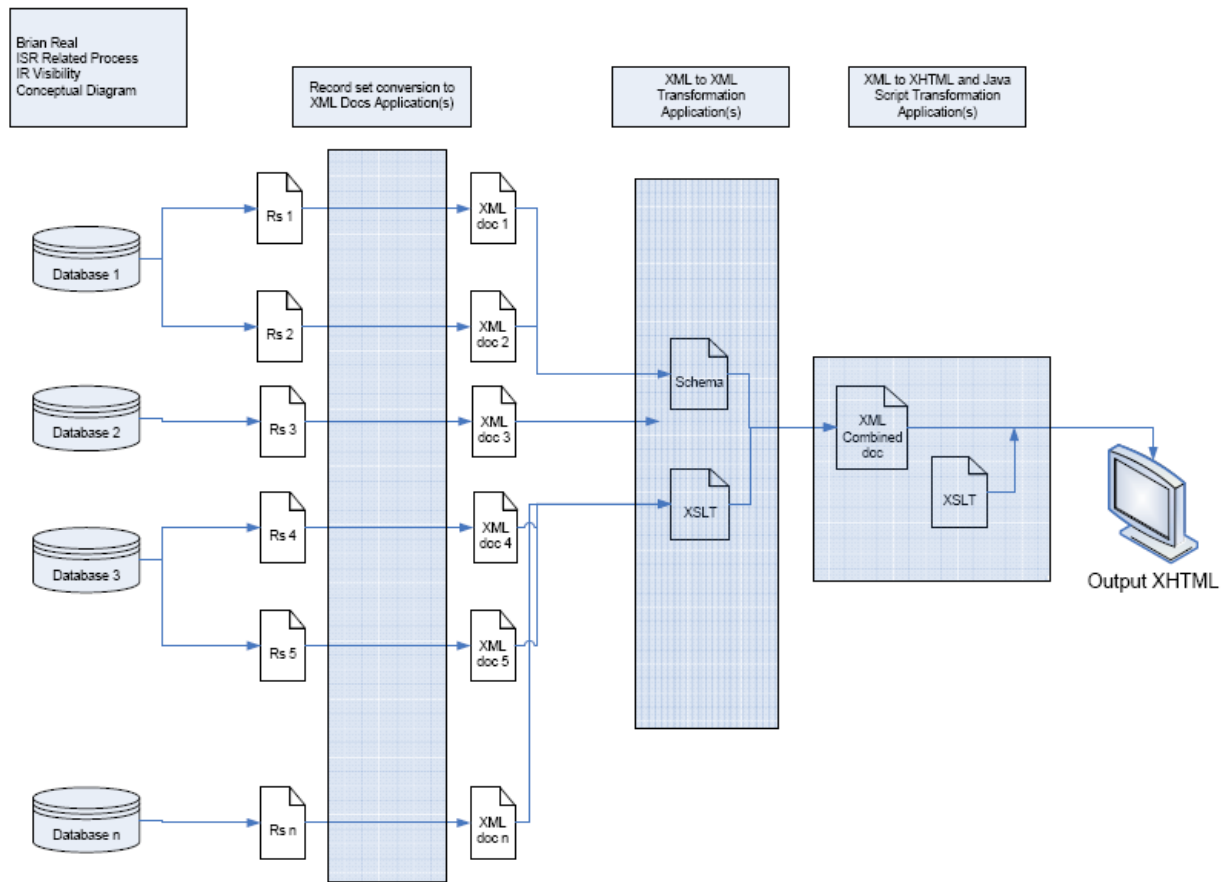 Brian Real
ISR Related Process
IR Visibility
Conceptual Diagram
Record set conversion to
XML Docs Application(s)
XML to XML
Transformation
Application(s)
XML to XHTML and Java
Script Transformation
Application(s)
Rs 1
XML
doc 1
Database 1
Rs 2
XML
doc 2
Schema
Database 2
Rs 3
XML
doc 3
XML
Combined
doc
XSLT
Rs 4
XML
doc 4
XSLT
Database 3
Output XHTML
Rs 5
XML
doc 5
Database n
Rs n
XML
doc n